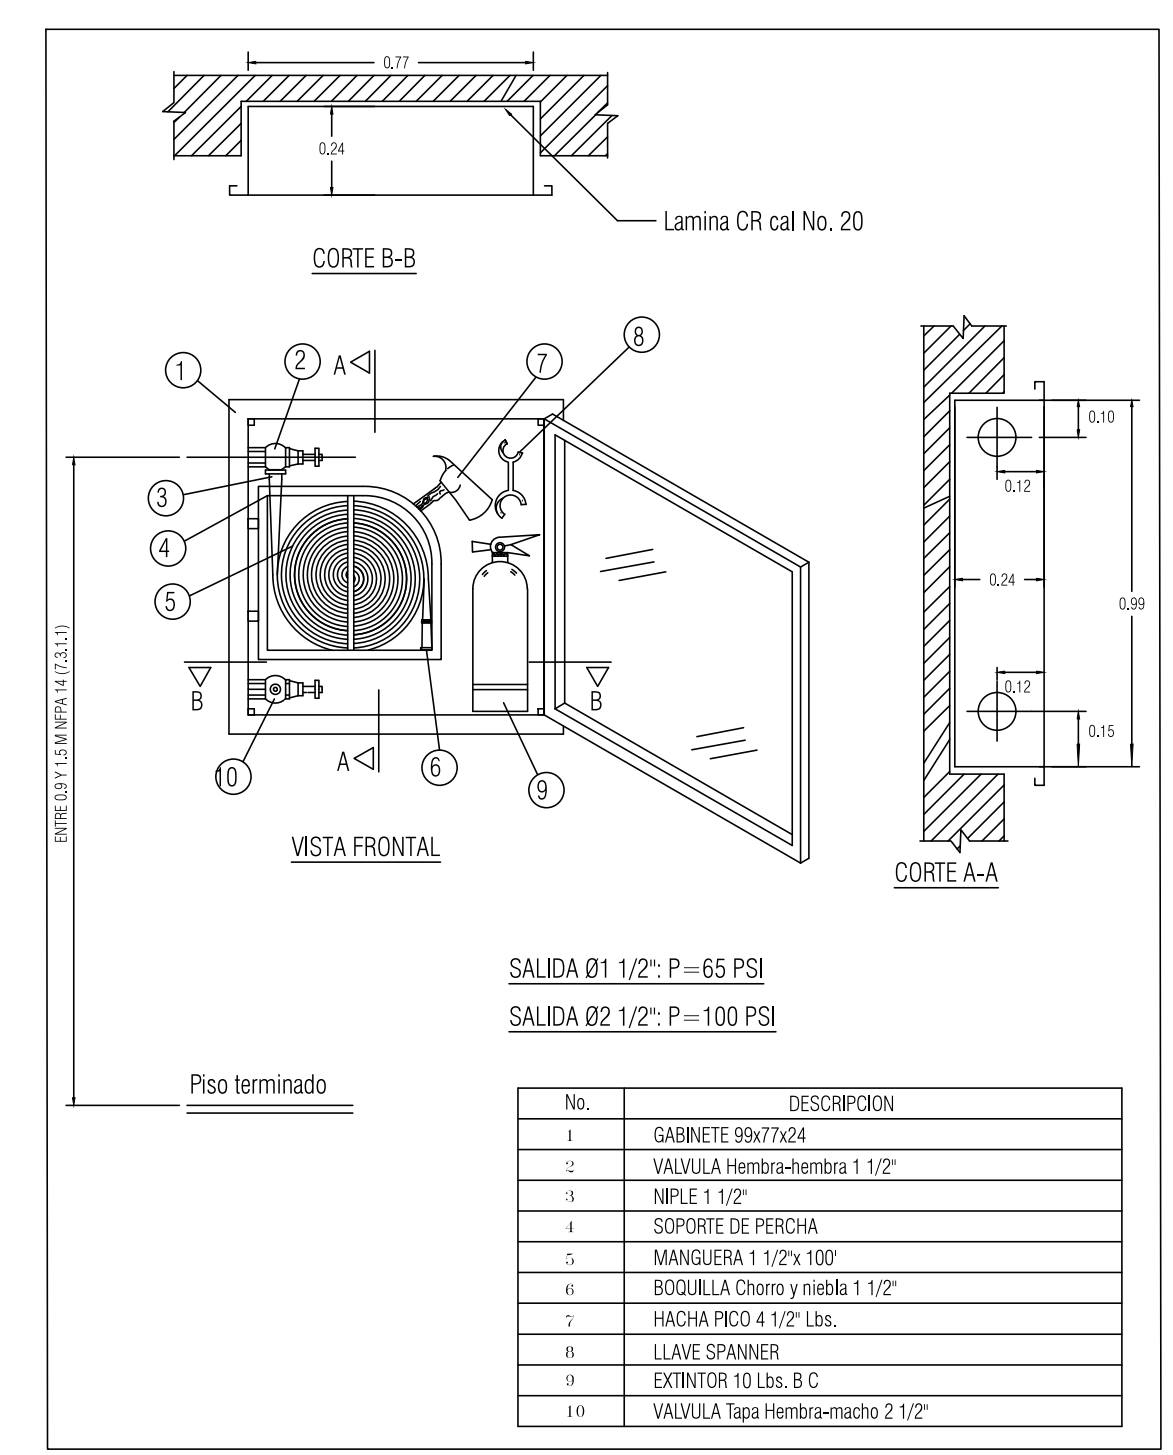 0.77
0.24
Lamina CR cal No. 20
CORTE B-B
8
2
A
7
1
0.10
3
0.12
4
0.24
5
0.99
ENTRE 0.9 Y 1.5 M NFPA 14 (7.3.1.1)
B
B
0.12
0.15
A
6
10
9
VISTA FRONTAL
CORTE A-A
SALIDA Ø1 1/2": P=65 PSI
SALIDA Ø2 1/2": P=100 PSI
Piso terminado
No. DESCRIPCION
1 GABINETE 99x77x24
2 VALVULA Hembra-hembra 1 1/2"
3 NIPLE 1 1/2"
4 SOPORTE DE PERCHA
5 MANGUERA 1 1/2"x 100'
6 BOQUILLA Chorro y niebla 1 1/2"
7 HACHA PICO 4 1/2" Lbs.
8 LLAVE SPANNER
9 EXTINTOR 10 Lbs. B C
10 VALVULA Tapa Hembra-macho 2 1/2"